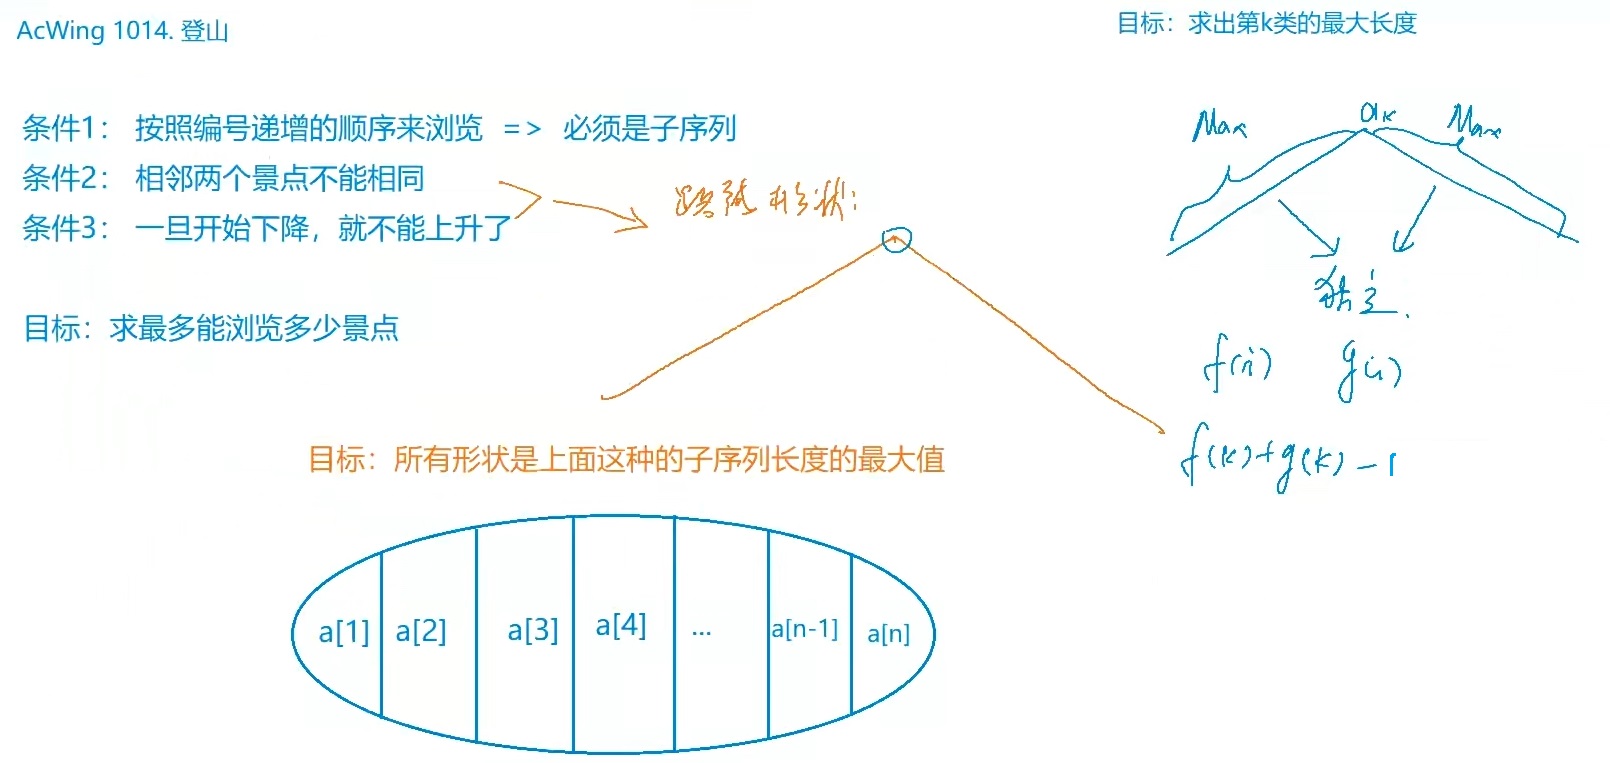 AcWing 1014. 登山
条件1： 按照编号递增的顺序来浏览 => 必须是子序列
条件2： 相邻两个景点不能相同
条件3： 一旦开始下降，就不能上升了
目标：求最多能浏览多少景点
形状：
目标：所有形状是上面这种的子序列长度的最大值
a[1] a[2] a[3] a[4] ... a[n-1] a[n]
目标：求出第k类的最大长度
Max aₖ Max
独立.
f(i) g(i)
f(k)+g(k)-1